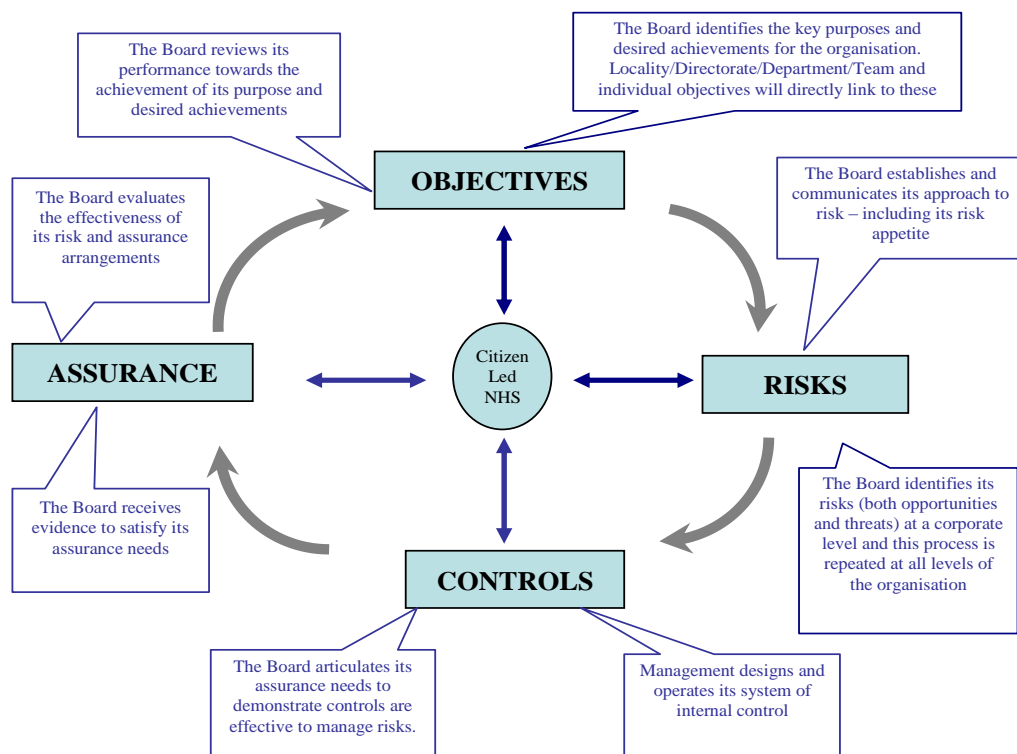 The Board reviews its
performance towards the
achievement of its purpose and
desired achievements
The Board identifies the key purposes and
desired achievements for the organisation.
Locality/Directorate/Department/Team and
individual objectives will directly link to these
OBJECTIVES
The Board establishes and
communicates its approach to
risk – including its risk
appetite
The Board evaluates
the effectiveness of
its risk and assurance
arrangements
ASSURANCE
Citizen
Led
NHS
RISKS
The Board receives
evidence to satisfy its
assurance needs
The Board identifies its
risks (both opportunities
and threats) at a corporate
level and this process is
repeated at all levels of
the organisation
CONTROLS
The Board articulates its
assurance needs to
demonstrate controls are
effective to manage risks.
Management designs and
operates its system of
internal control